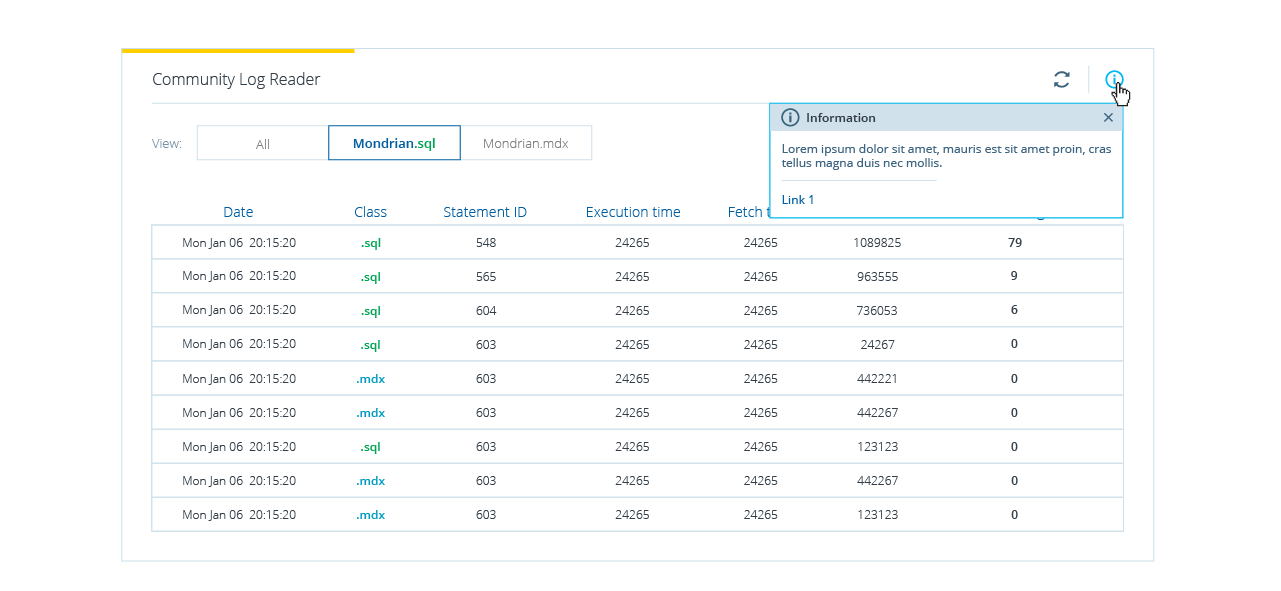 Community Log Reader
Information
View: All Mondrian.sql Mondrian.mdx
Lorem ipsum dolor sit amet, mauris est sit amet proin, cras
tellus magna duis nec mollis.
Link 1
Date Class Statement ID Execution time Fetch
Mon Jan 06 20:15:20 .sql 548 24265 24265 1089825 79
Mon Jan 06 20:15:20 .sql 565 24265 24265 963555 9
Mon Jan 06 20:15:20 .sql 604 24265 24265 736053 6
Mon Jan 06 20:15:20 .sql 603 24265 24265 24267 0
Mon Jan 06 20:15:20 .mdx 603 24265 24265 442221 0
Mon Jan 06 20:15:20 .mdx 603 24265 24265 442267 0
Mon Jan 06 20:15:20 .sql 603 24265 24265 123123 0
Mon Jan 06 20:15:20 .mdx 603 24265 24265 442267 0
Mon Jan 06 20:15:20 .mdx 603 24265 24265 123123 0